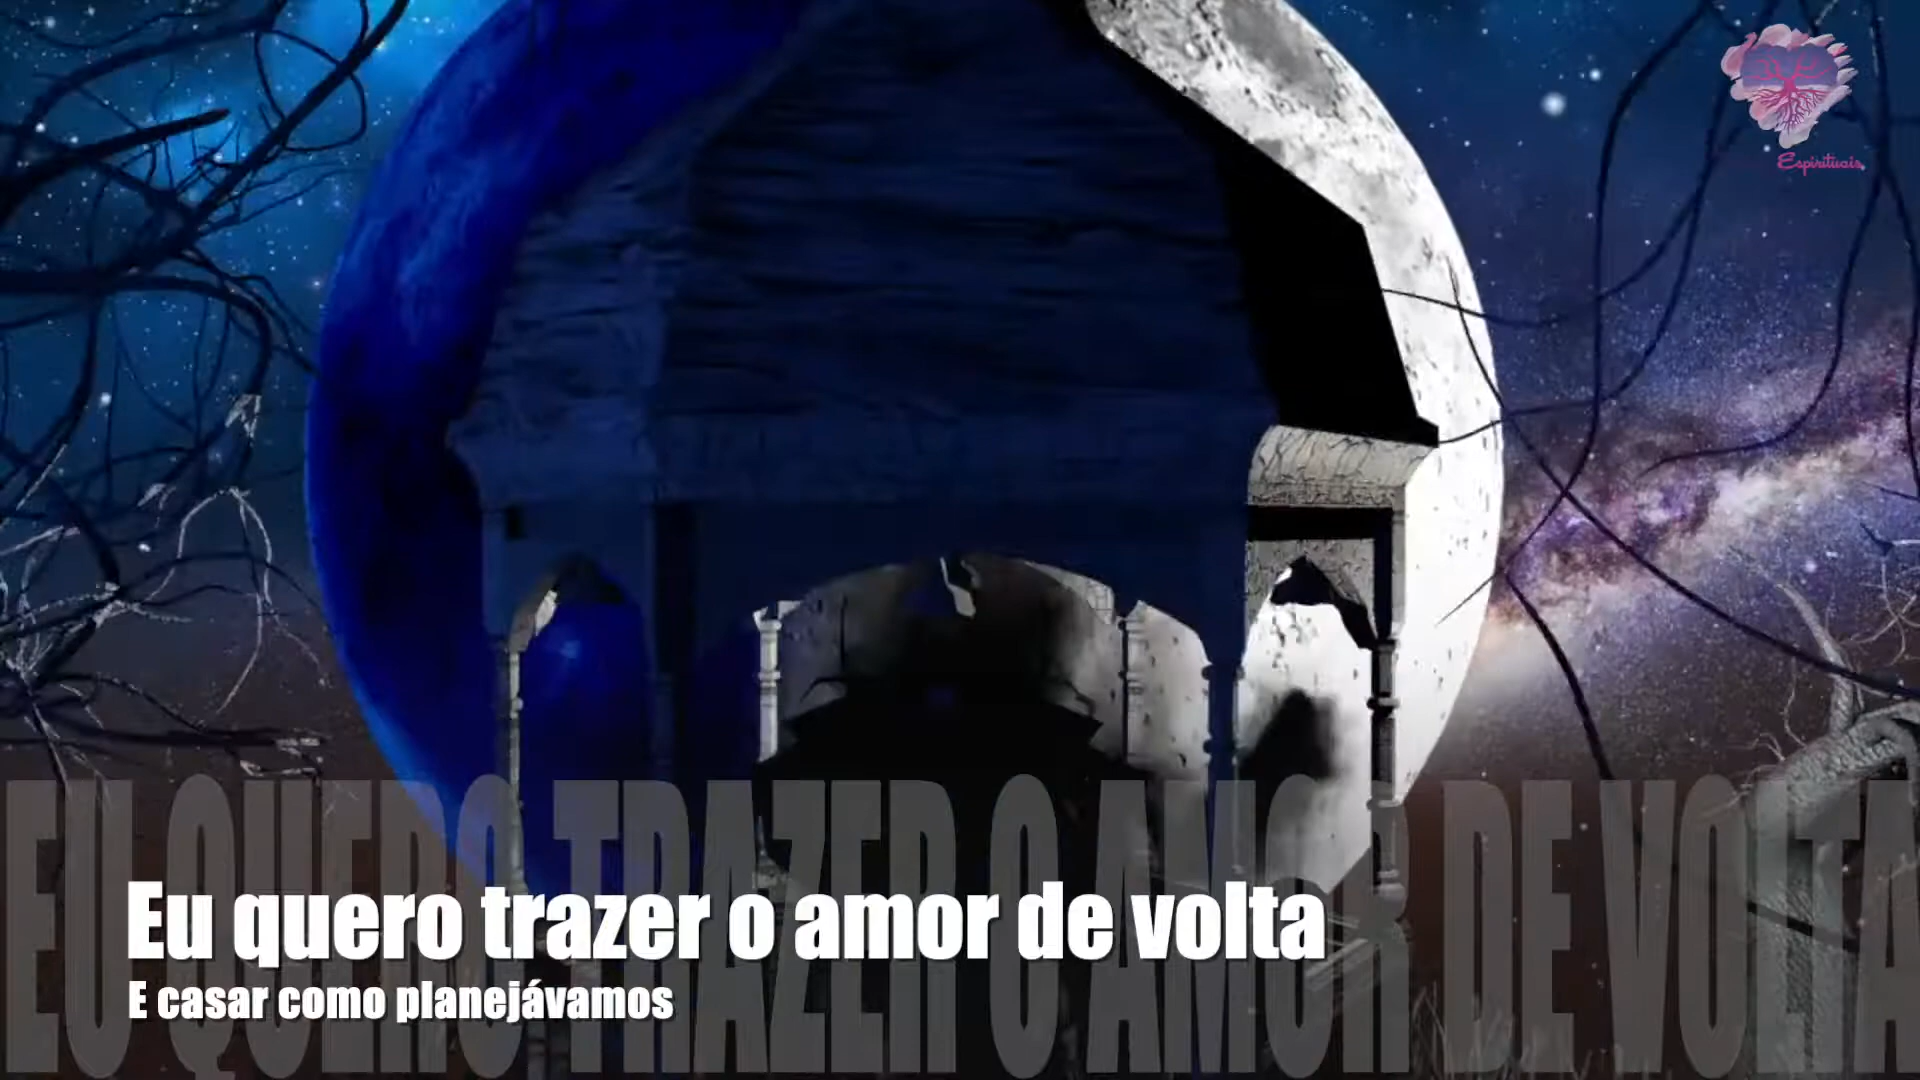 Espirituais
EU QUERO TRAZER O AMOR DE VOLTA
Eu quero trazer o amor de volta
E casar como planejávamos